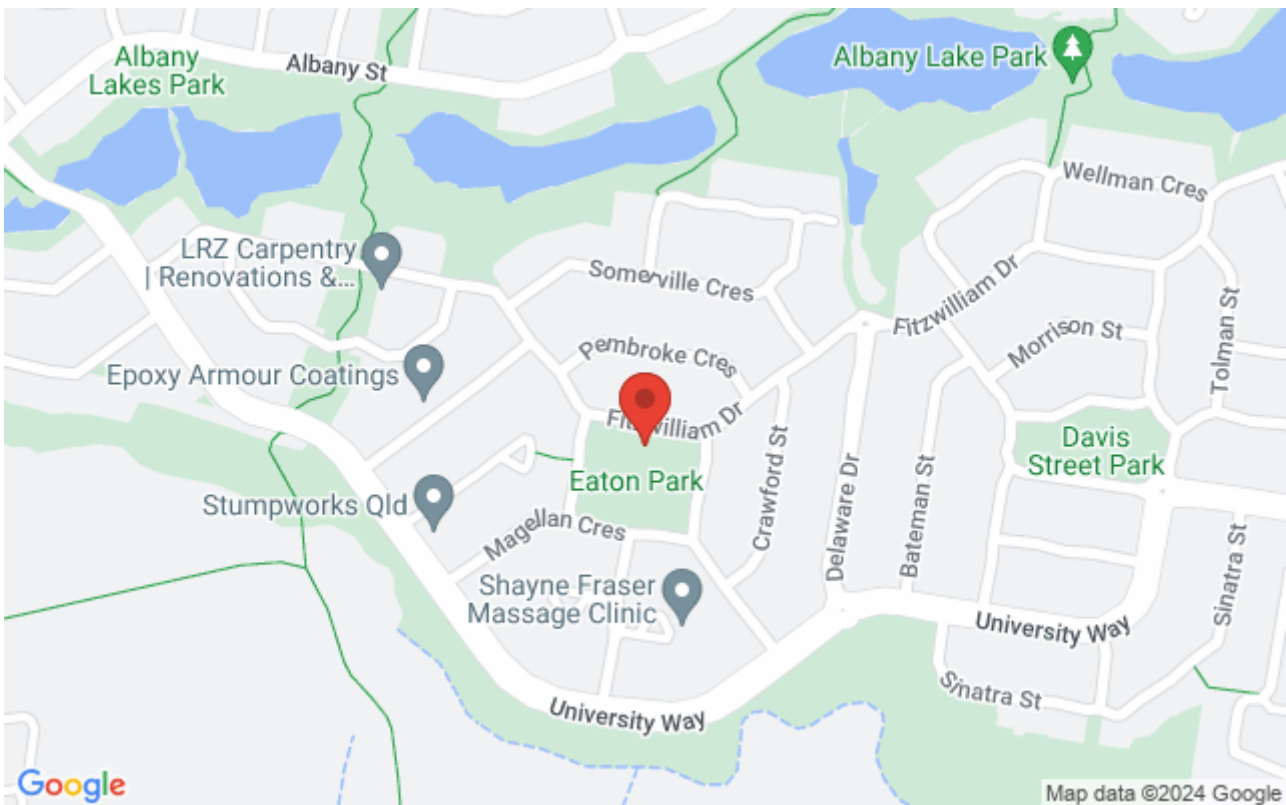 Albany
Lakes Park
Albany St
Albany Lake Park
Wellman Cres
LRZ Carpentry
| Renovations &...
Somerville Cres
Fitzwilliam Dr
Tolman St
Morrison St
Pembroke Cres
Epoxy Armour Coatings
Fitzwilliam Dr
Davis
Street Park
Eaton Park
Crawford St
Delaware Dr
Bateman St
Stumpworks Qld
Magellan Cres
Shayne Fraser
Massage Clinic
Sinatra St
University Way
Sinatra St
University Way
Google
Map data ©2024 Google